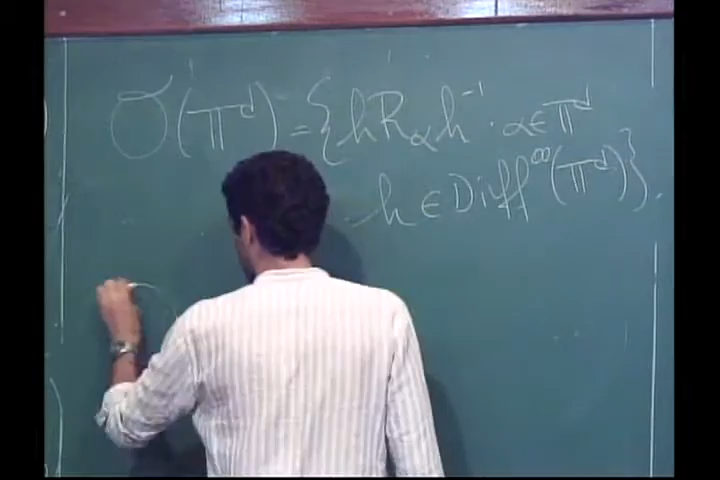 σ(𝕋^d) = {h R_α h^{-1} · α ∈ 𝕋^d
h ∈ Diff^∞(𝕋^d)}.